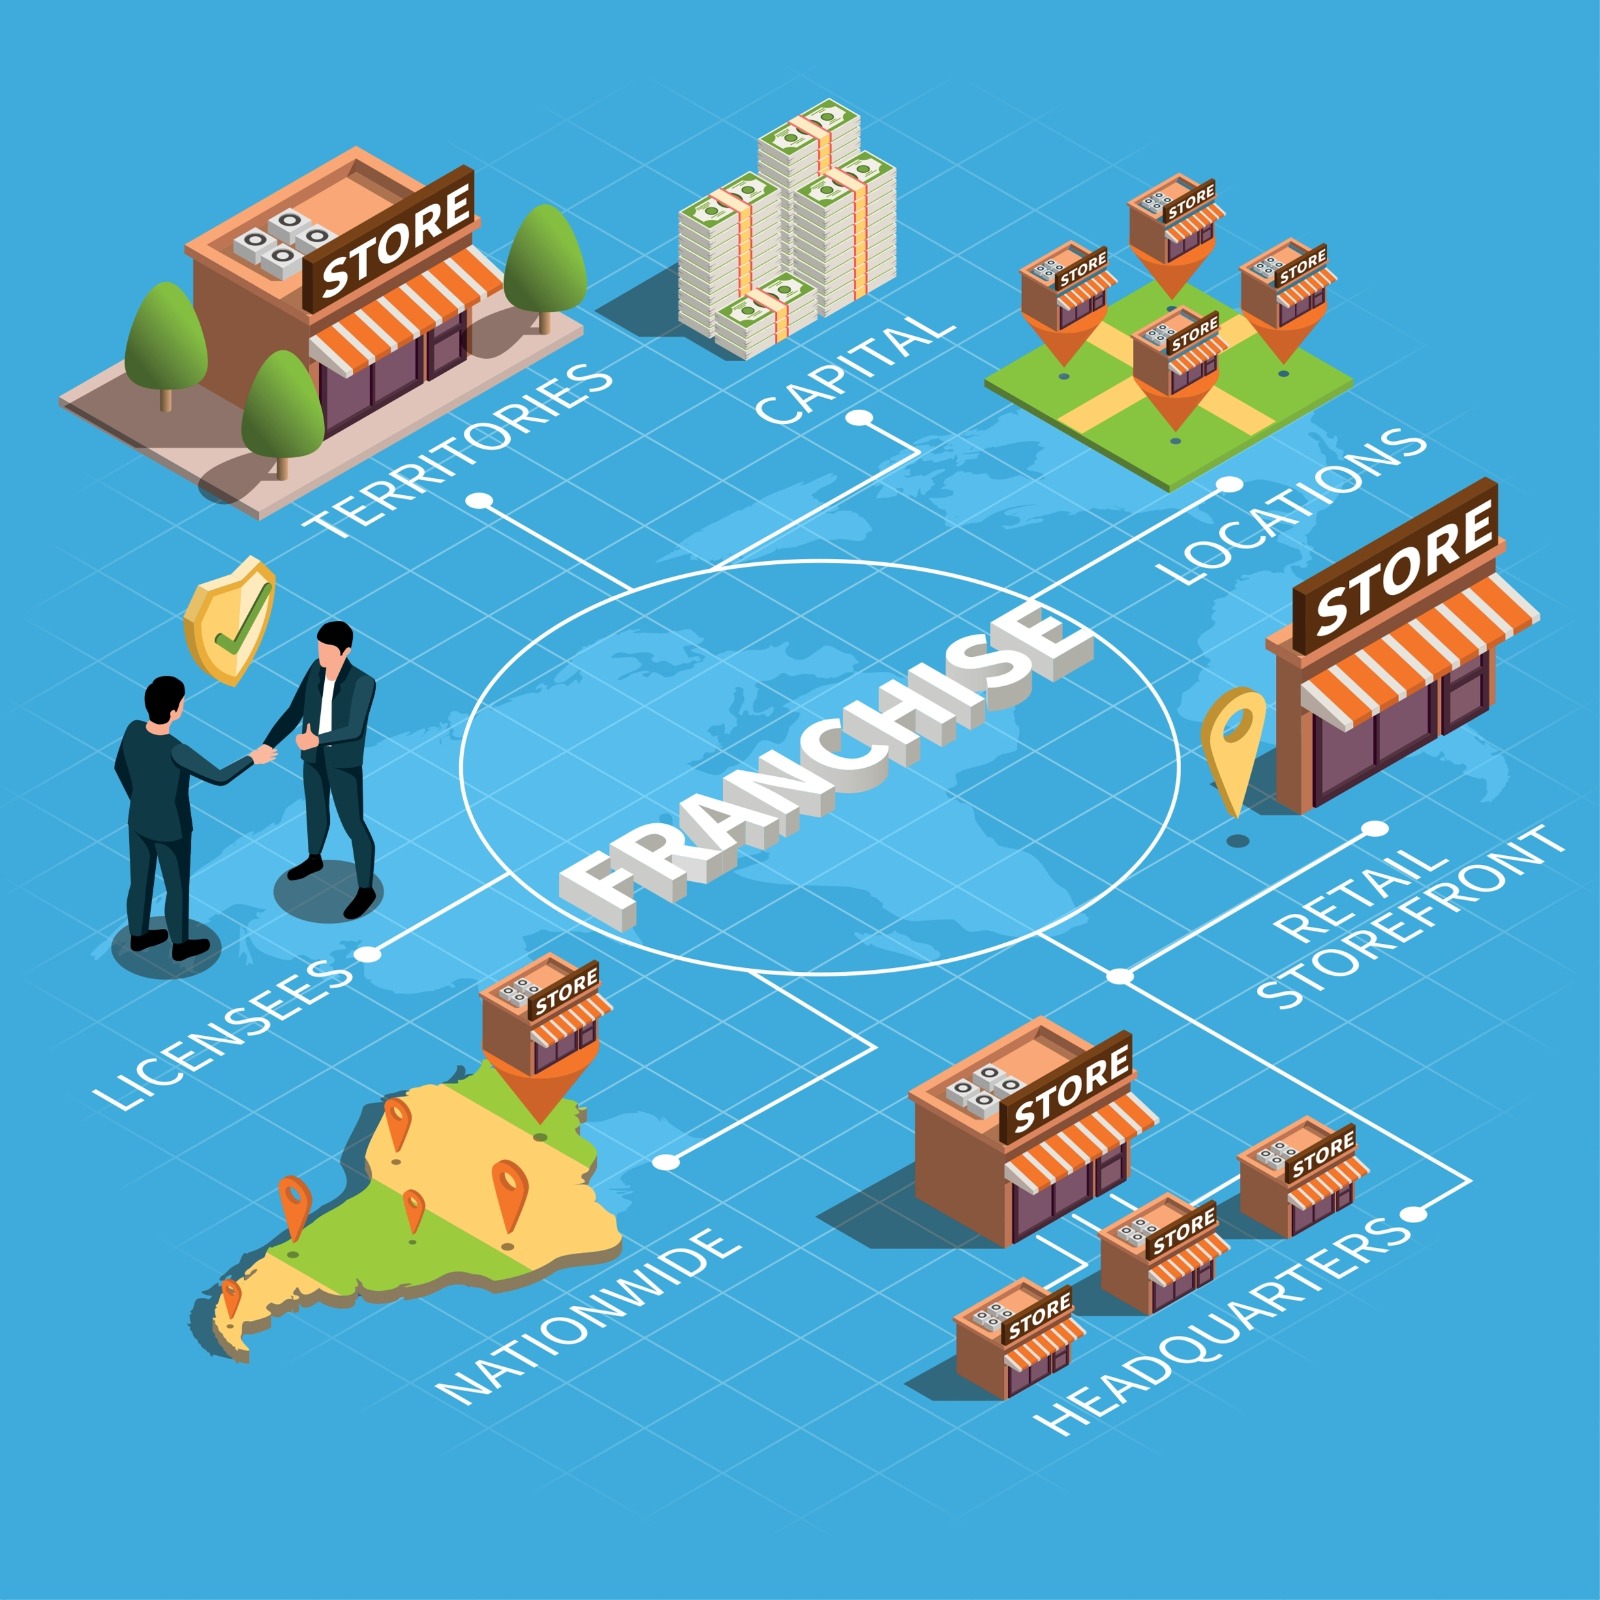 STORE
TERRITORIES
CAPITAL
STORE
STORE
STORE
STORE
LOCATIONS
STORE
RETAIL
STOREFRONT
FRANCHISE
LICENSEES
STORE
NATIONWIDE
STORE
STORE
STORE
STORE
HEADQUARTERS